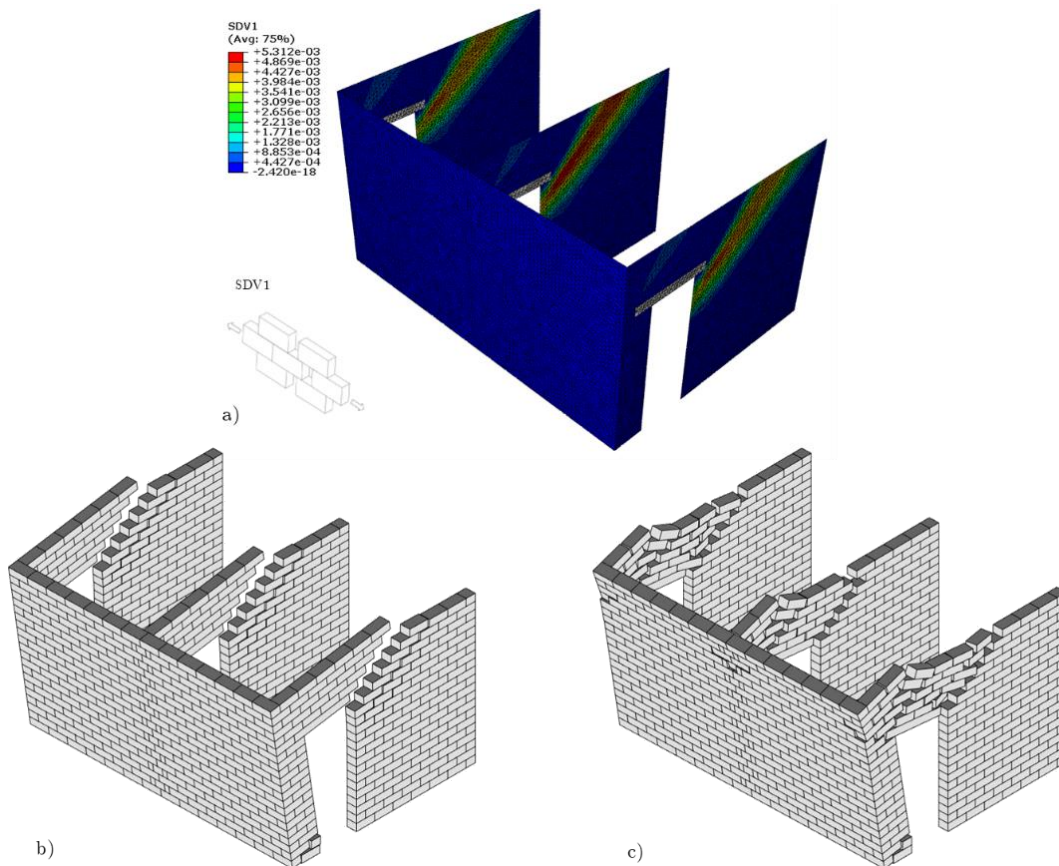 SDV1
(Avg: 75%)
+5.312e-03
+4.869e-03
+4.427e-03
+3.984e-03
+3.541e-03
+3.099e-03
+2.656e-03
+2.213e-03
+1.771e-03
+1.328e-03
+8.853e-04
+4.427e-04
-2.420e-18
SDV1
a)
b)
c)